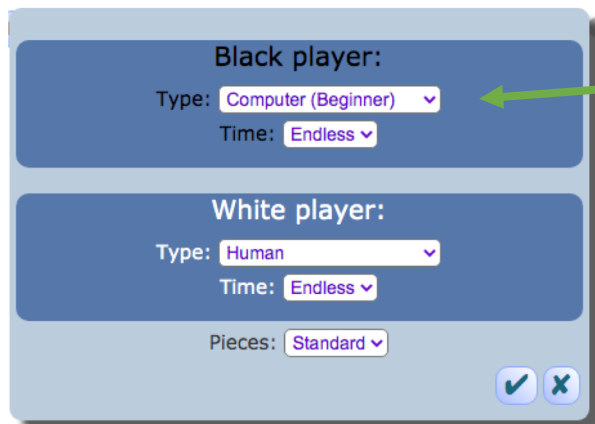 Black player:
Type: Computer (Beginner)
Time: Endless
White player:
Type: Human
Time: Endless
Pieces: Standard